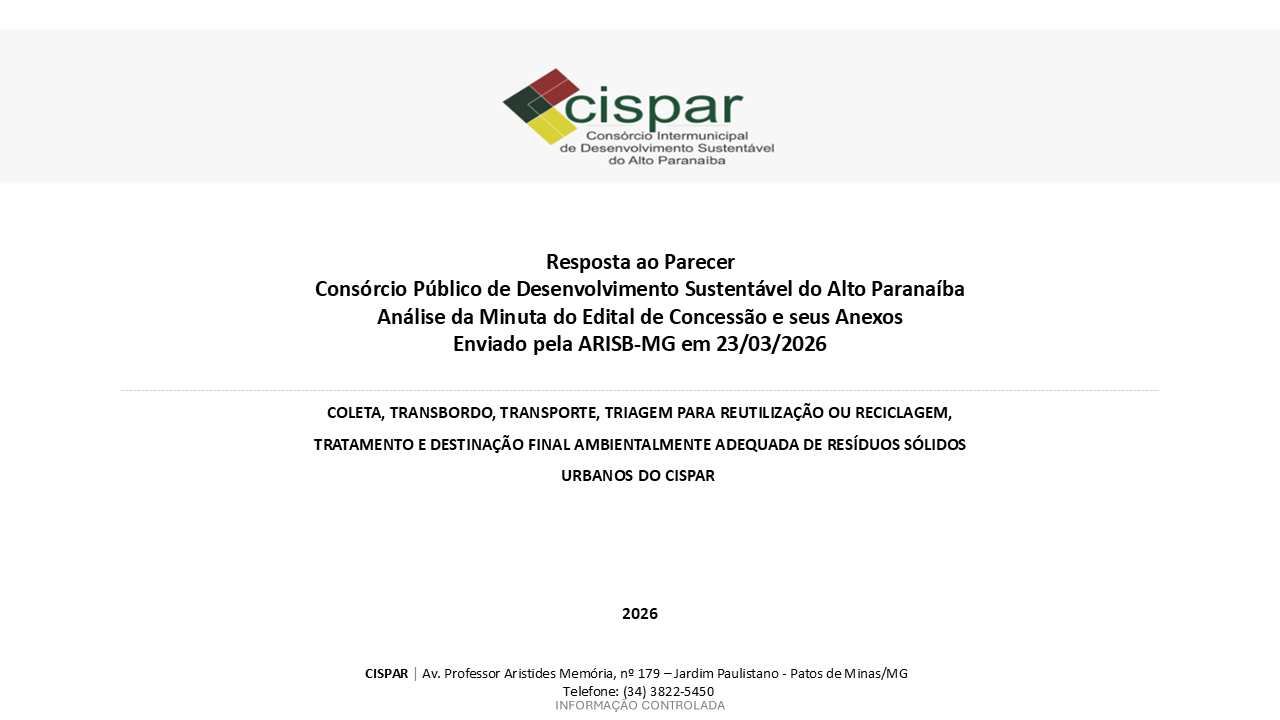 cispar
Consórcio Intermunicipal
de Desenvolvimento Sustentável
do Alto Paranaíba
Resposta ao Parecer
Consórcio Público de Desenvolvimento Sustentável do Alto Paranaíba
Análise da Minuta do Edital de Concessão e seus Anexos
Enviado pela ARISB-MG em 23/03/2026
COLETA, TRANSBORDO, TRANSPORTE, TRIAGEM PARA REUTILIZAÇÃO OU RECICLAGEM,
TRATAMENTO E DESTINAÇÃO FINAL AMBIENTALMENTE ADEQUADA DE RESÍDUOS SÓLIDOS
URBANOS DO CISPAR
2026
CISPAR | Av. Professor Aristides Memória, nº 179 – Jardim Paulistano - Patos de Minas/MG
Telefone: (34) 3822-5450
INFORMAÇÃO CONTROLADA